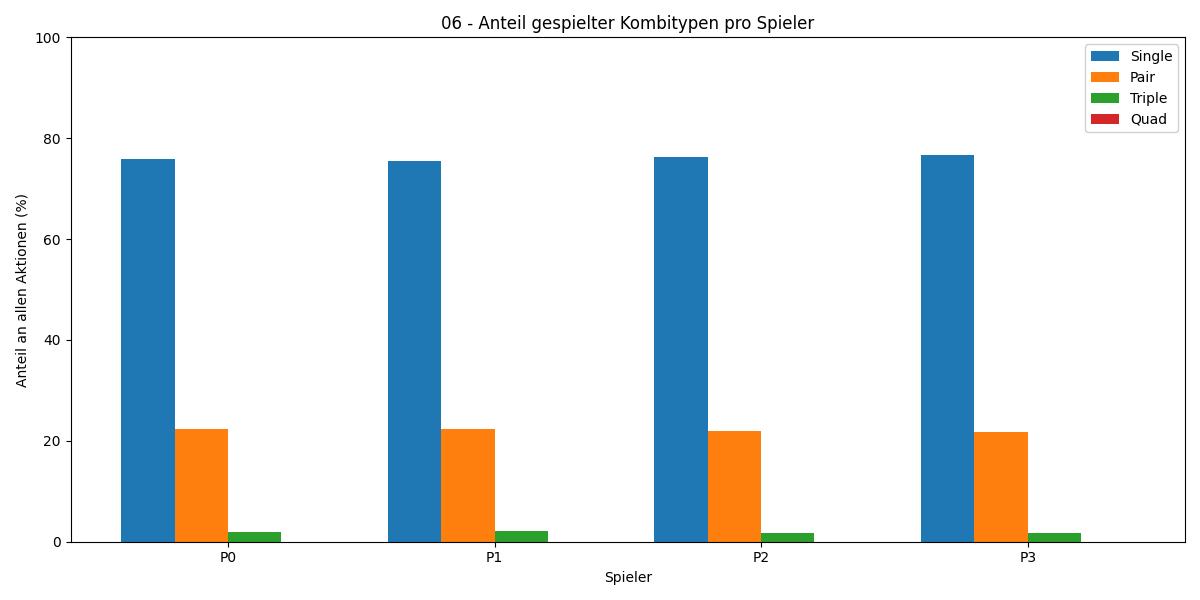 06 - Anteil gespielter Kombitypen pro Spieler
Anteil an allen Aktionen (%)
100
80
60
40
20
0
Single
Pair
Triple
Quad
P0
P1
P2
P3
Spieler